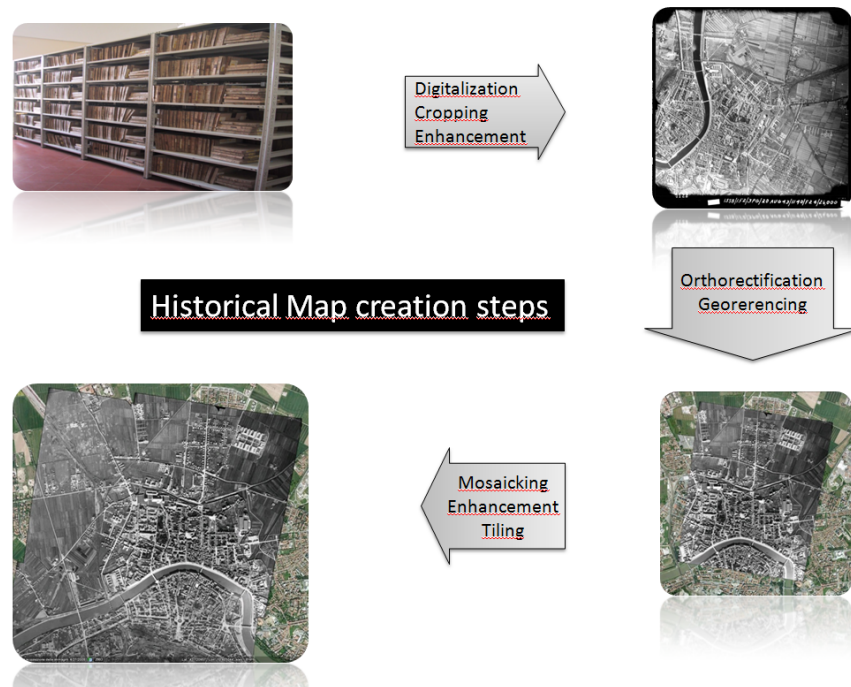 Digitalization
Cropping
Enhancement
Orthorectification
Georerencing
Historical Map creation steps
Mosaicking
Enhancement
Tiling